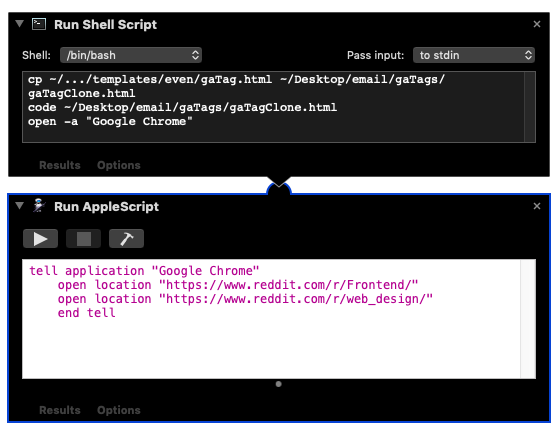 Run Shell Script
Shell: /bin/bash Pass input: to stdin
cp ~/.../templates/even/gaTag.html ~/Desktop/email/gaTags/
gaTagClone.html
code ~/Desktop/email/gaTags/gaTagClone.html
open -a "Google Chrome"
Results Options
Run AppleScript
tell application "Google Chrome"
    open location "https://www.reddit.com/r/Frontend/"
    open location "https://www.reddit.com/r/web_design/"
    end tell
Results Options